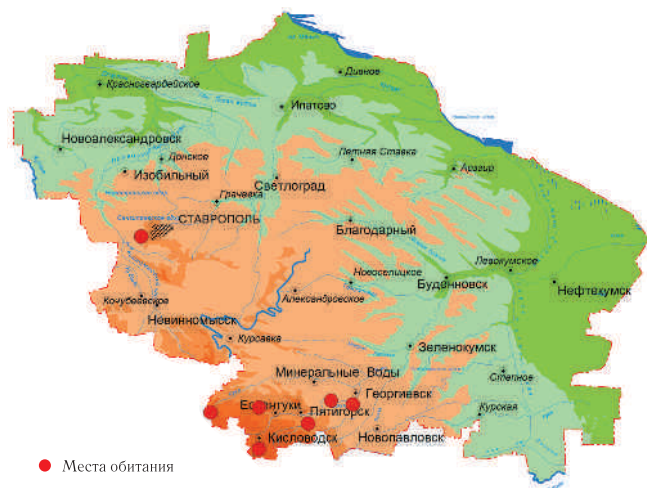 Дивное
Красногвардейское
Ипатово
Новоалександровск
Донское
Летняя Ставка
Изобильный
Арзгир
Светлоград
Грачевка
СТАВРОПОЛЬ
Благодарный
Левокумское
Новоселицкое
Буденновск
Нефтекумск
Кочубеевское
Александровское
Невинномысск
Курсавка
Зеленокумск
Минеральные Воды
Степное
Георгиевск
Ессентуки
Пятигорск
Курская
Кисловодск
Новопавловск
Места обитания